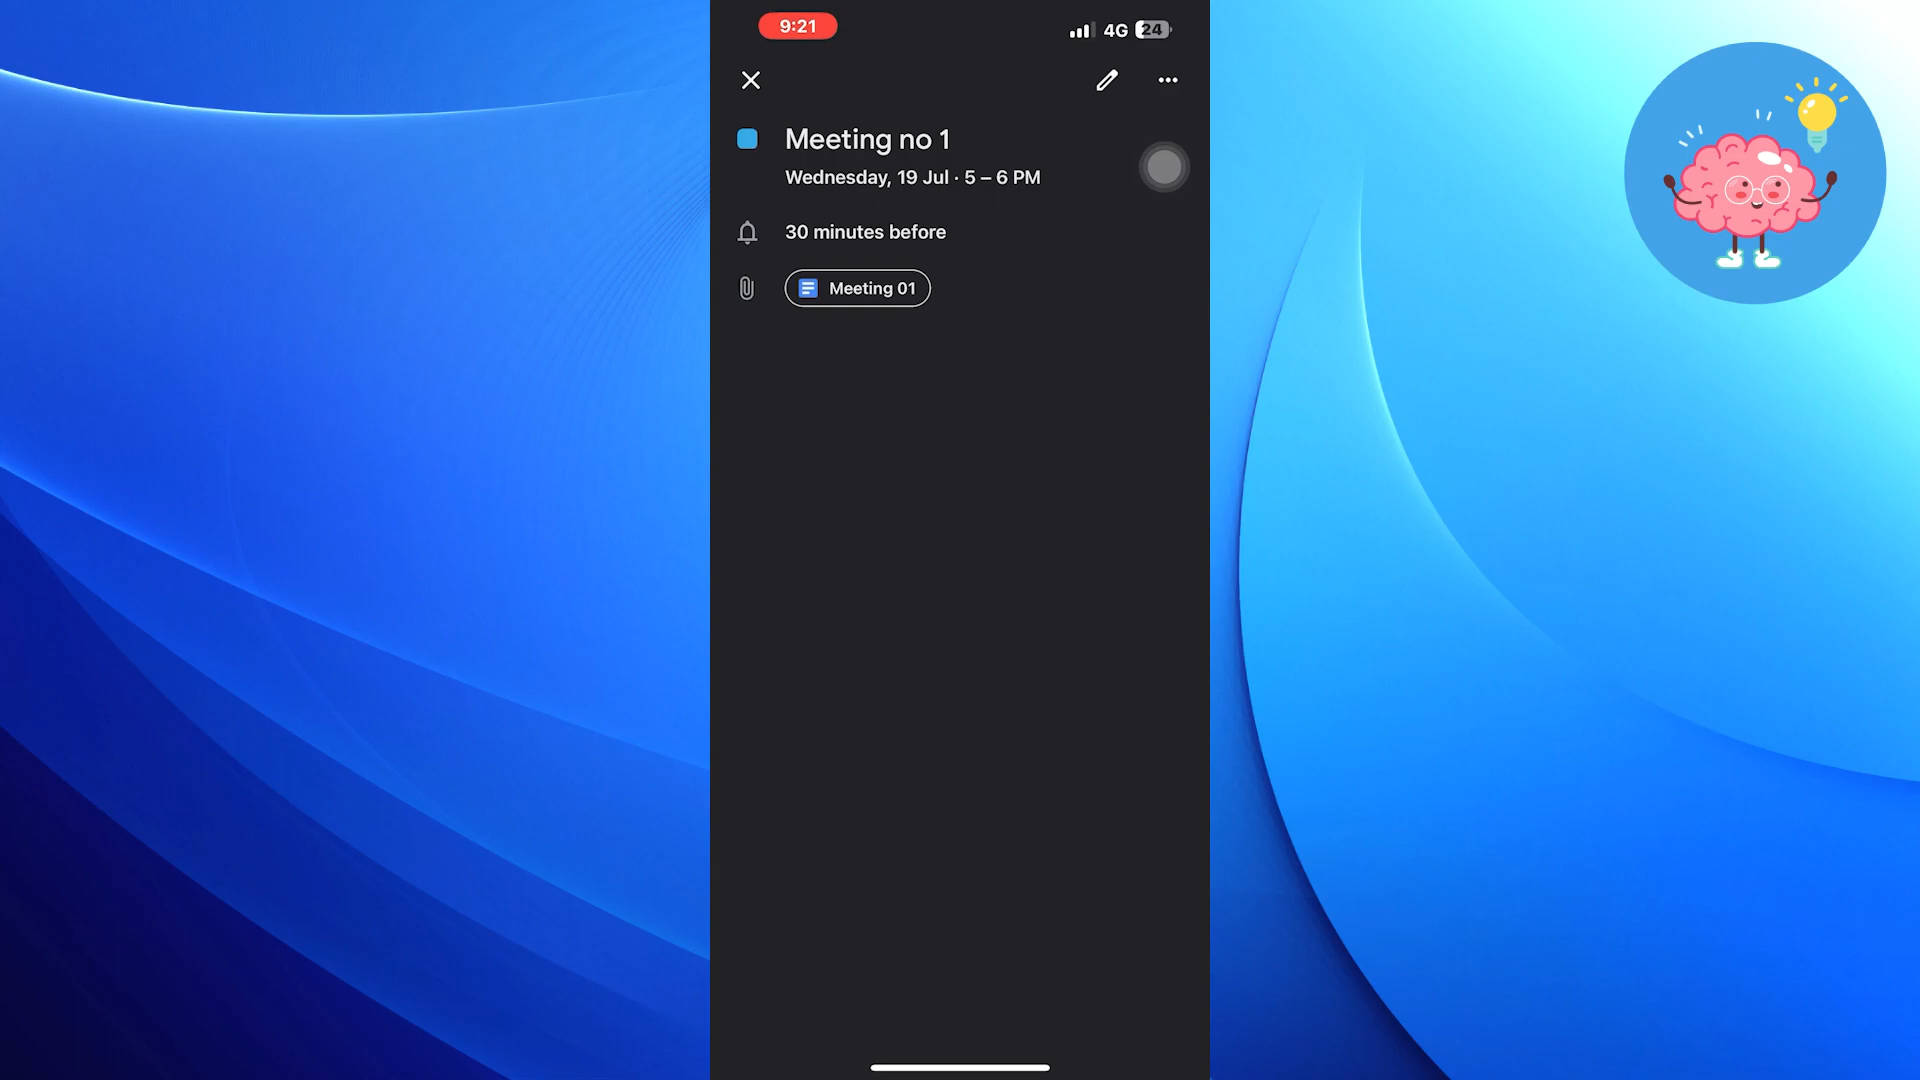 9:21
4G 24
Meeting no 1
Wednesday, 19 Jul · 5 – 6 PM
30 minutes before
Meeting 01